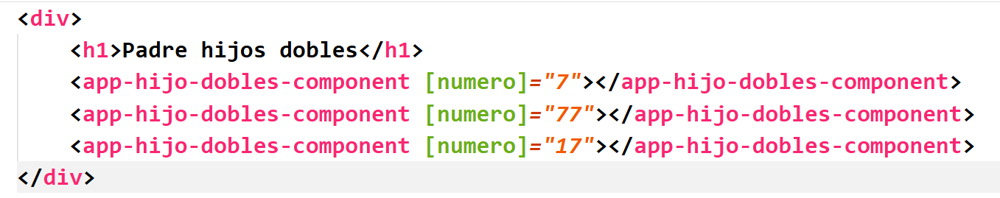 <div>
    <h1>Padre hijos dobles</h1>
    <app-hijo-dobles-component [numero]="7"></app-hijo-dobles-component>
    <app-hijo-dobles-component [numero]="77"></app-hijo-dobles-component>
    <app-hijo-dobles-component [numero]="17"></app-hijo-dobles-component>
</div>